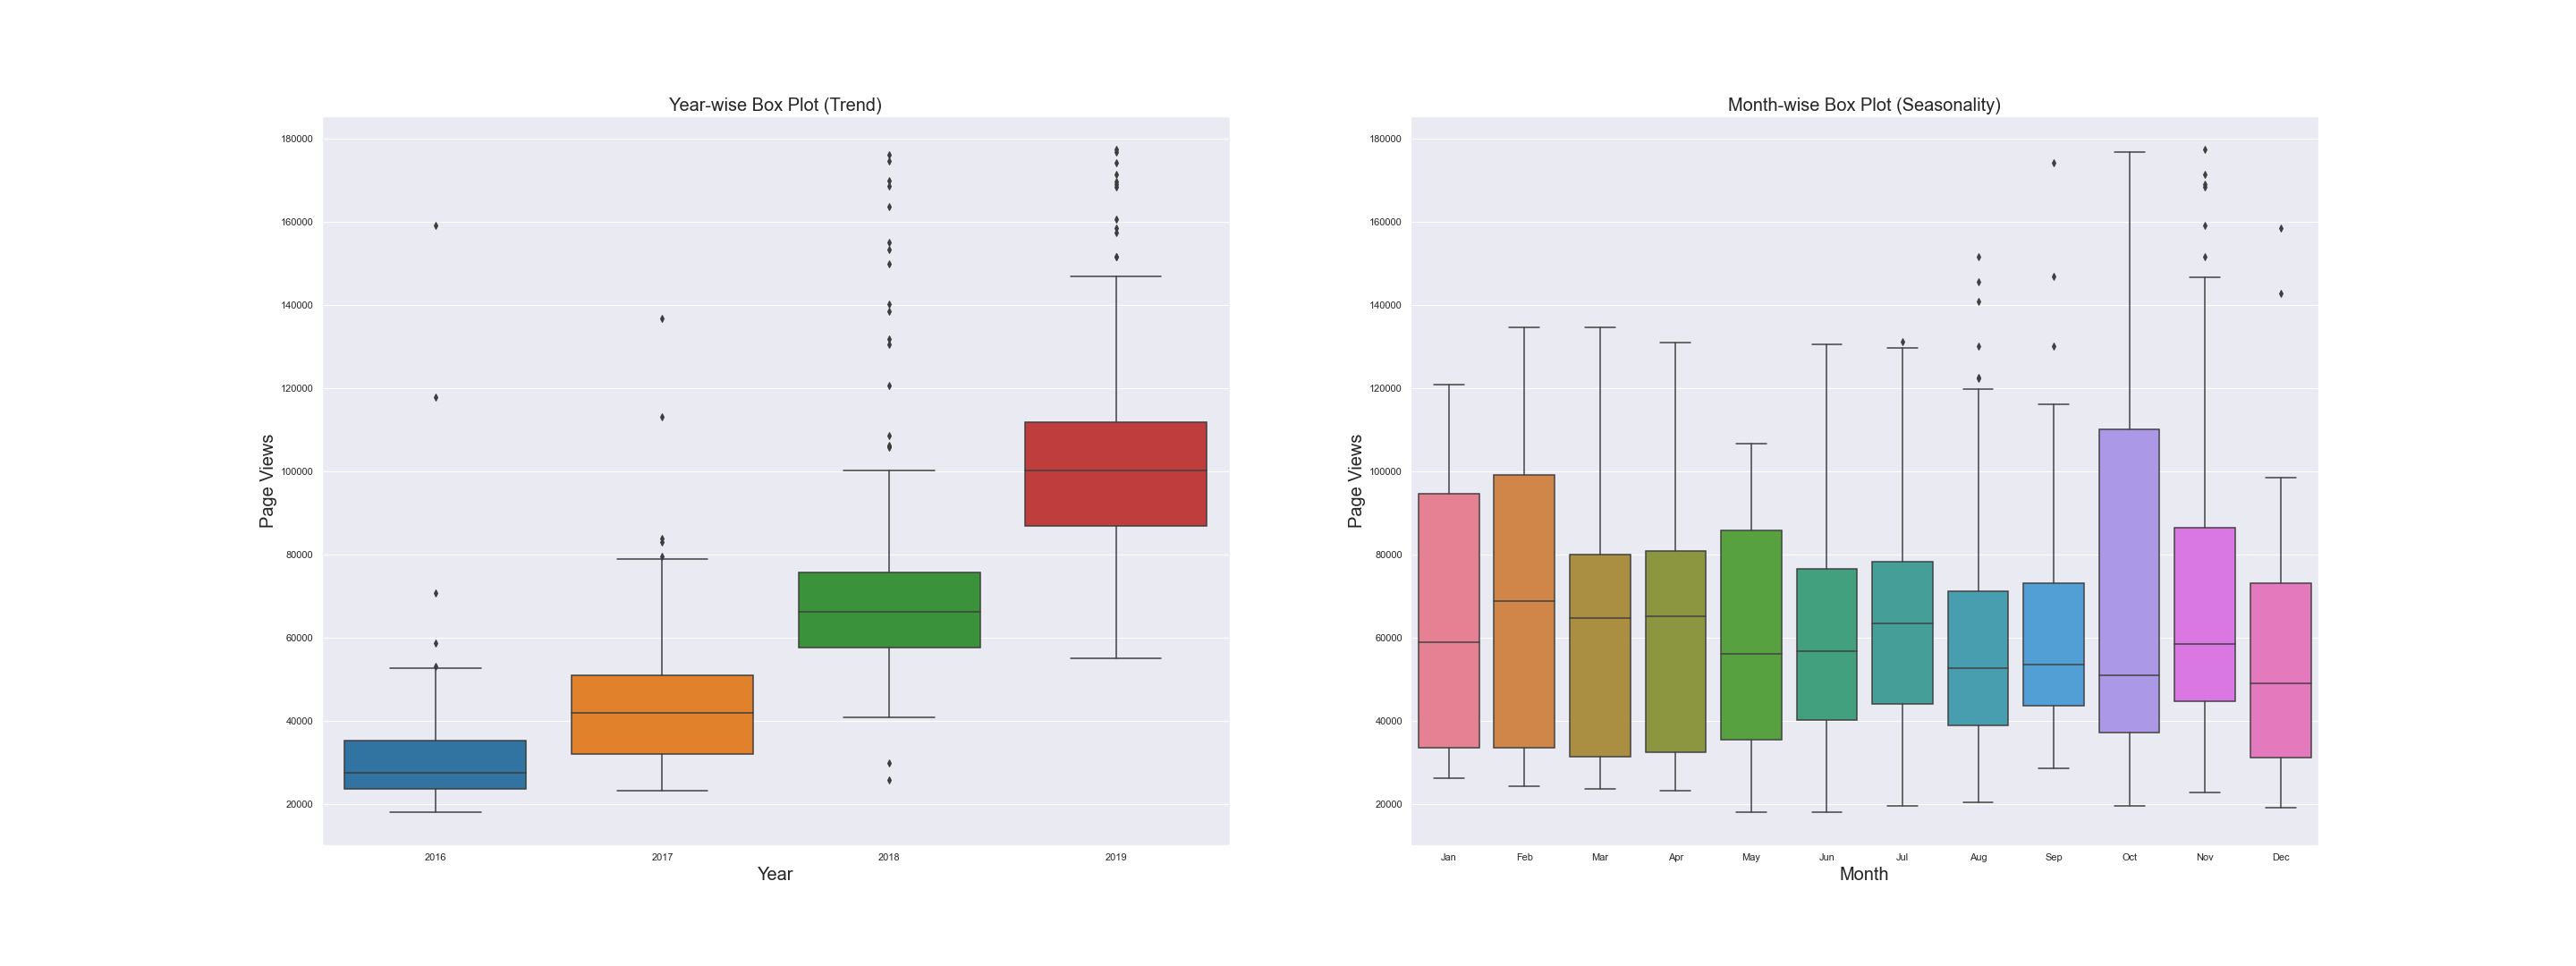 Year-wise Box Plot (Trend)
180000
160000
140000
120000
100000
80000
60000
40000
20000
Page Views
2016 2017 2018 2019
Year
Month-wise Box Plot (Seasonality)
180000
160000
140000
120000
100000
80000
60000
40000
20000
Page Views
Jan Feb Mar Apr May Jun Jul Aug Sep Oct Nov Dec
Month